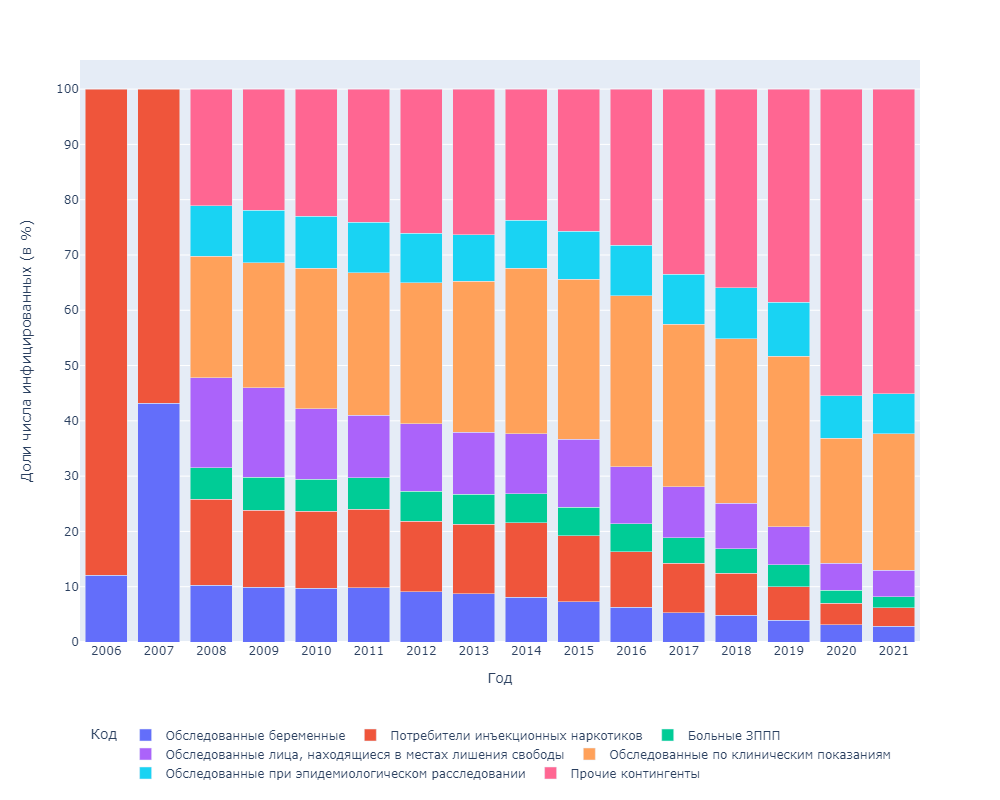 100
90
80
70
60
50
40
30
20
10
0
Доли числа инфицированных (в %)
2006 2007 2008 2009 2010 2011 2012 2013 2014 2015 2016 2017 2018 2019 2020 2021
Год
Код Обследованные беременные Потребители инъекционных наркотиков Больные ЗППП
Обследованные лица, находящиеся в местах лишения свободы Обследованные по клиническим показаниям
Обследованные при эпидемиологическом расследовании Прочие контингенты